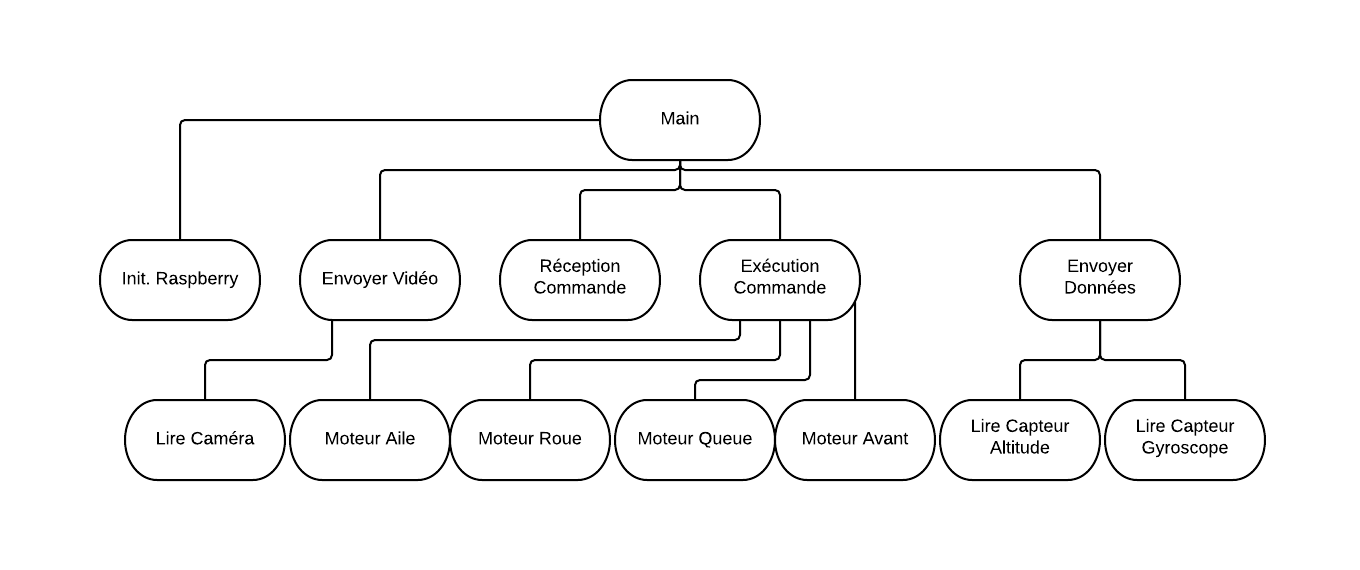 Main
Init. Raspberry
Envoyer Vidéo
Réception
Commande
Exécution
Commande
Envoyer
Données
Lire Caméra
Moteur Aile
Moteur Roue
Moteur Queue
Moteur Avant
Lire Capteur
Altitude
Lire Capteur
Gyroscope